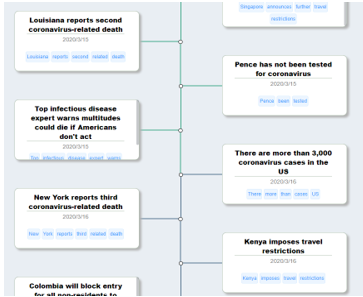 Singapore announces further travel
restrictions
Louisiana reports second
coronavirus-related death
2020/3/15
Louisiana reports second related death
Pence has not been tested
for coronavirus
2020/3/15
Pence been tested
Top infectious disease
expert warns multitudes
could die if Americans
don't act
2020/3/15
Top infectious disease expert warns
There are more than 3,000
coronavirus cases in the
US
2020/3/16
There more than cases US
New York reports third
coronavirus-related death
2020/3/16
New York reports third related death
Kenya imposes travel
restrictions
2020/3/16
Kenya imposes travel restrictions
Colombia will block entry
for all non-residents to